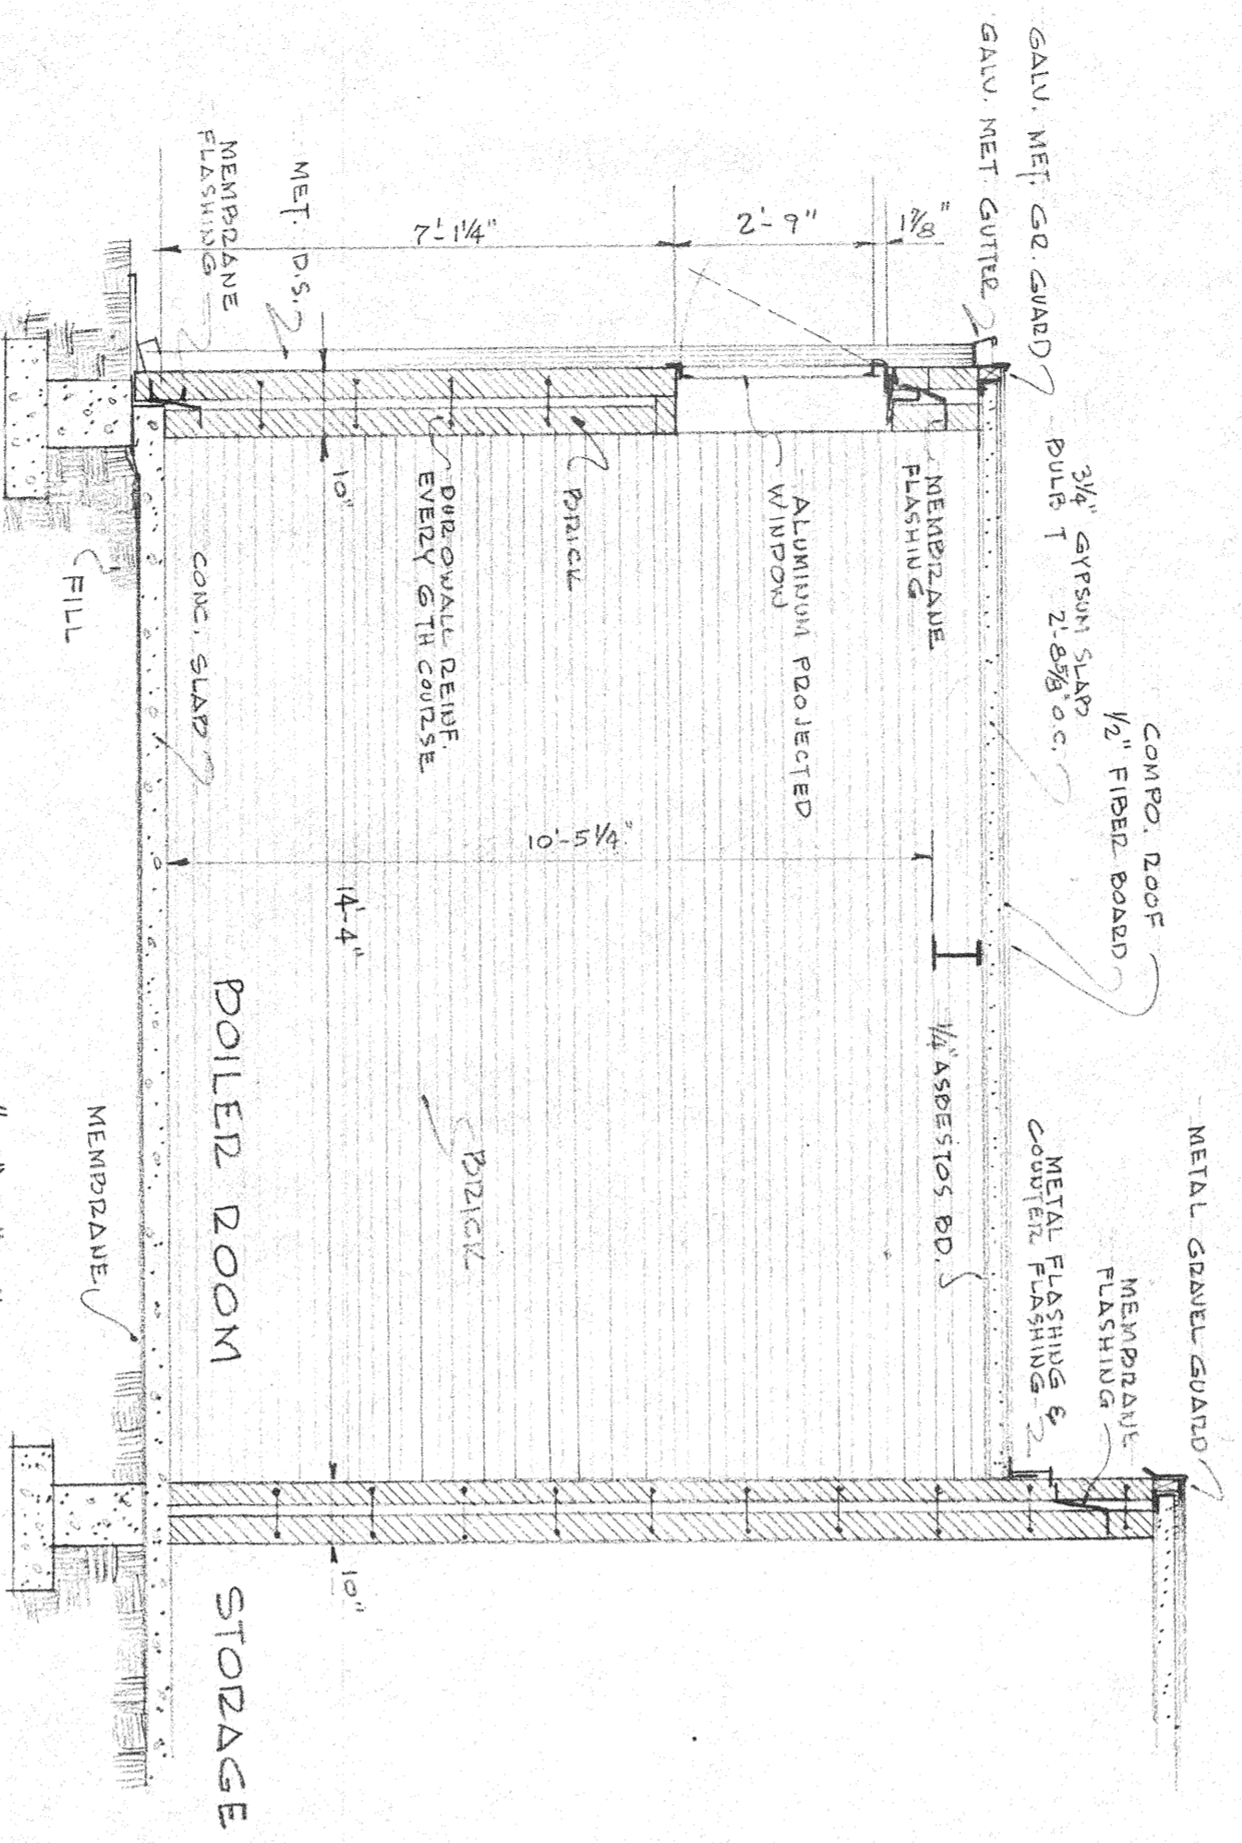 GALV. MET. GR. GUARD
GALV. MET. GUTTER
1 7/8"
2'-9"
7'-1 1/4"
MET. D.S.
MEMBRANE
FLASHING
3 1/4" GYPSUM SLAB
BULB T 2'-8 5/8" O.C.
COMPO. ROOF
1/2" FIBER BOARD
METAL GRAVEL GUARD
MEMBRANE
FLASHING
METAL FLASHING &
COUNTER FLASHING
MEMBRANE
FLASHING
ALUMINUM PROJECTED
WINDOW
BRICK
DUROWALL REINF.
EVERY 6TH COURSE
10"
10'-5 1/4"
14'-4"
1/4" ASBESTOS BD.
BRICK
10"
CONC. SLAB
BOILER ROOM
STORAGE
FILL
MEMBRANE